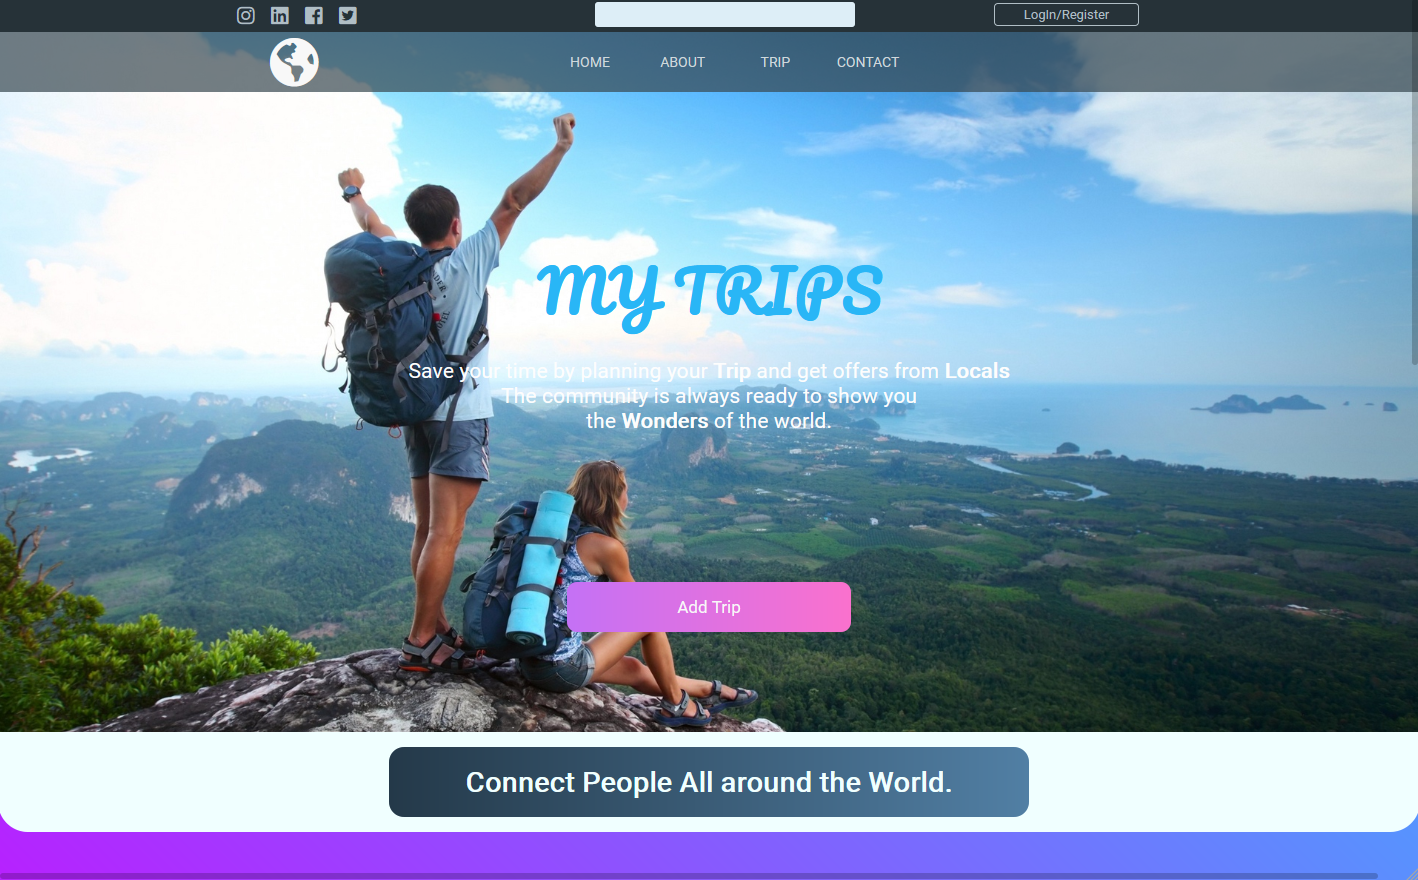 LogIn/Register
HOME
ABOUT
TRIP
CONTACT
MY TRIPS
Save your time by planning your Trip and get offers from Locals
The community is always ready to show you
the Wonders of the world.
Add Trip
Connect People All around the World.